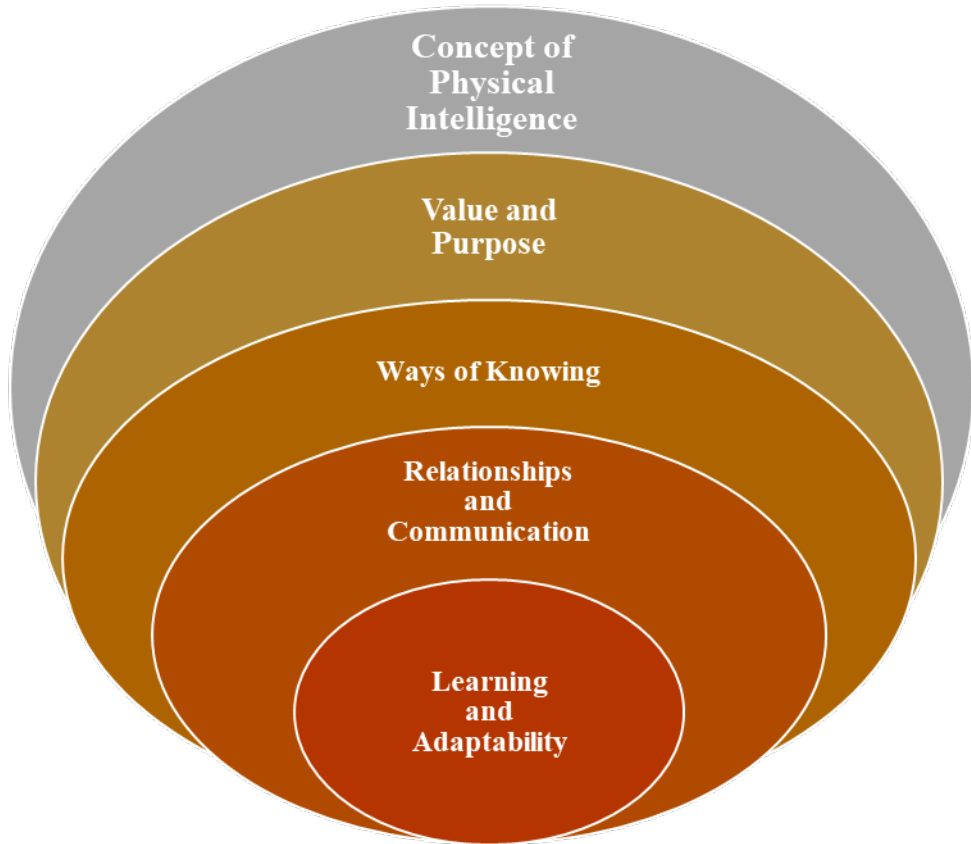 Concept of
Physical
Intelligence
Value and
Purpose
Ways of Knowing
Relationships
and
Communication
Learning
and
Adaptability